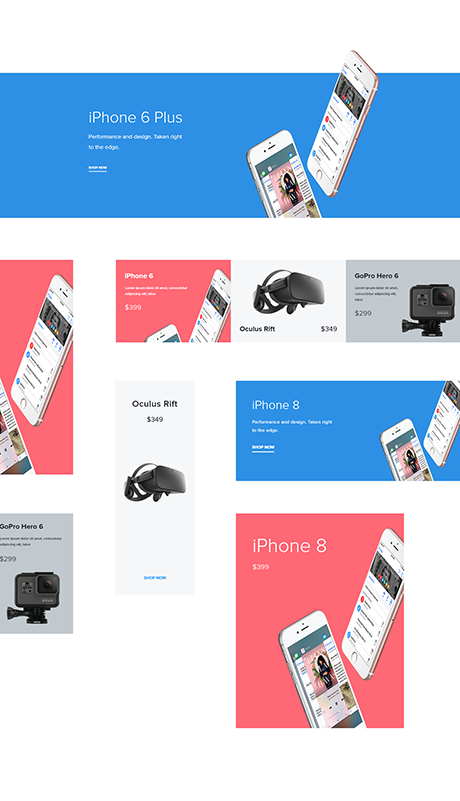 iPhone 6 Plus
Performance and design. Taken right
to the edge.
SHOP NOW
iPhone 6
Lorem ipsum dolor sit amet, consectetur
adipiscing elit, labor
$399
Oculus Rift
$349
GoPro Hero 6
Lorem ipsum dolor sit amet, consectetur
adipiscing elit, labor
$299
Oculus Rift
$349
SHOP NOW
iPhone 8
Performance and design. Taken right
to the edge.
SHOP NOW
GoPro Hero 6
Lorem ipsum dolor sit amet, consectetur
adipiscing elit, labor
$299
iPhone 8
$399